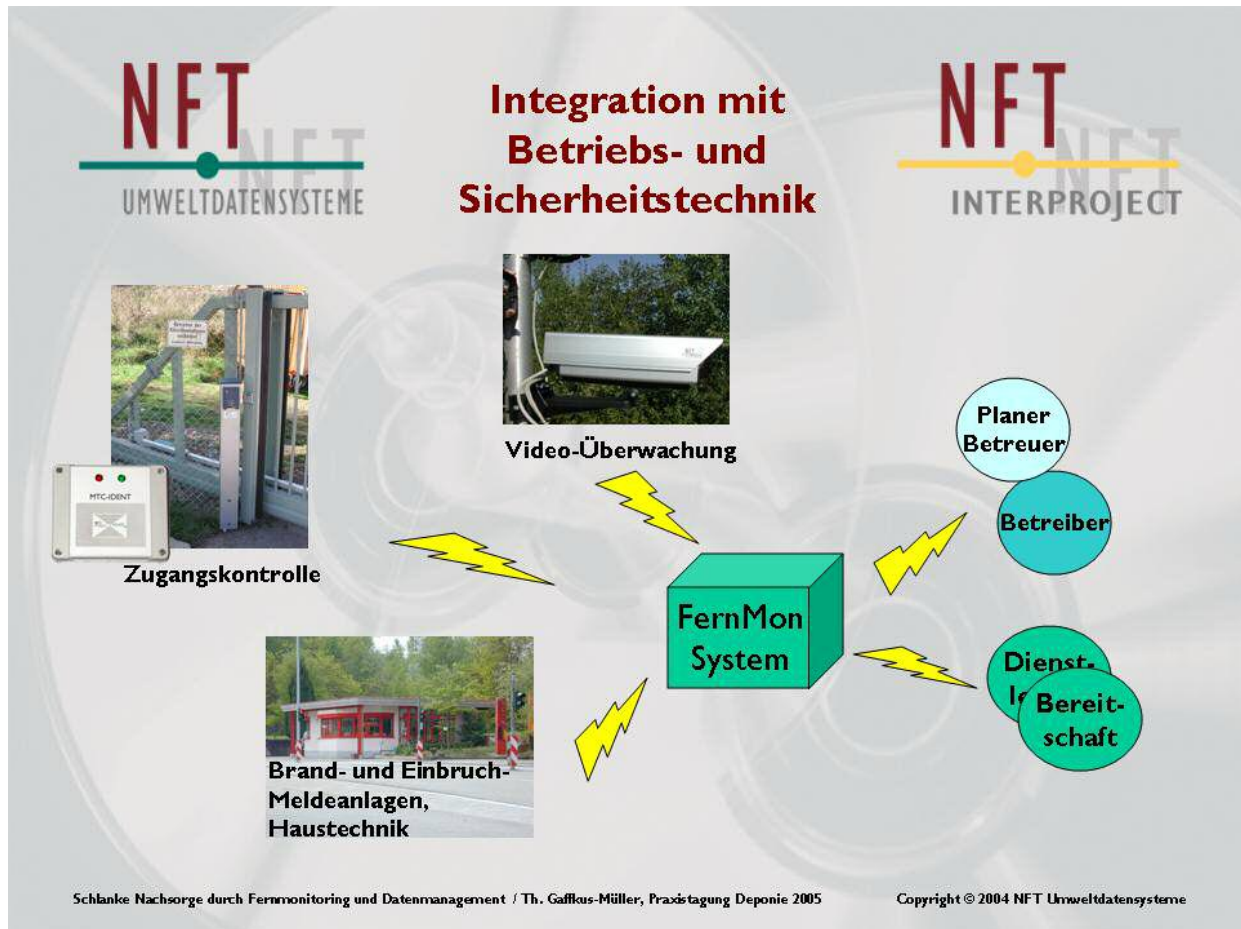 NFT
UMWELTDATENSYSTEME
Integration mit
Betriebs- und
Sicherheitstechnik
NFT
INTERPROJECT
Video-Überwachung
MTC-IDENT
Zugangskontrolle
Planer
Betreuer
Betreiber
FernMon
System
Dienst-
Bereit-
schaft
Brand- und Einbruch-
Meldeanlagen,
Haustechnik
Schlanke Nachsorge durch Fernmonitoring und Datenmanagement / Th. Gaffkus-Müller, Praxistagung Deponie 2005
Copyright © 2004 NFT Umweltdatensysteme